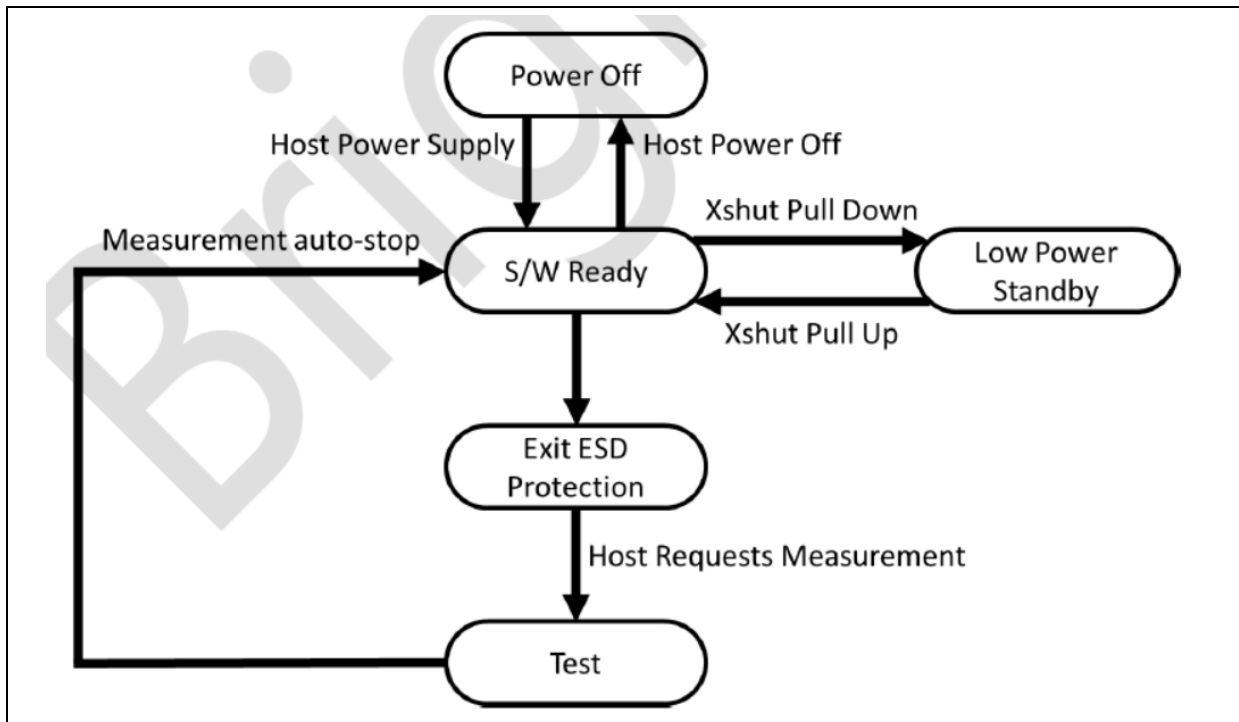 Power Off
Host Power Supply
Host Power Off
Xshut Pull Down
Measurement auto-stop
S/W Ready
Low Power
Standby
Xshut Pull Up
Exit ESD
Protection
Host Requests Measurement
Test
Brig